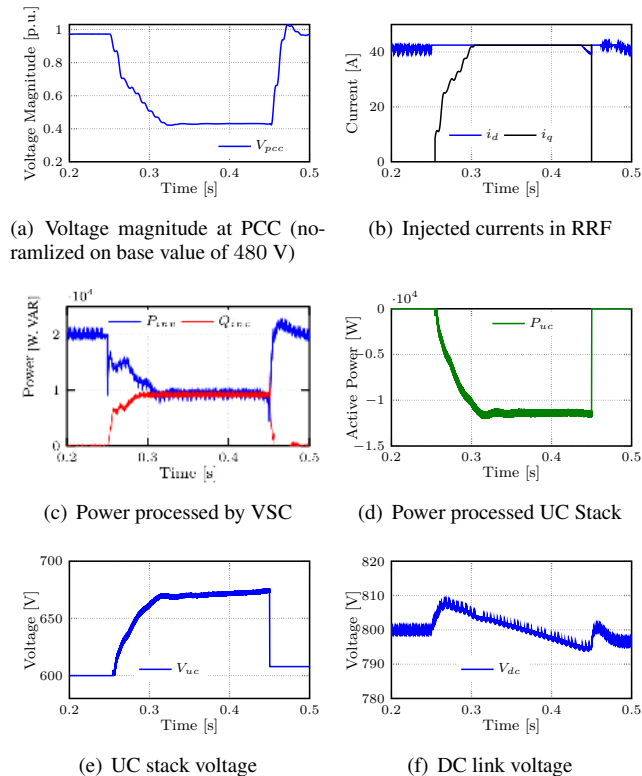 1
0.8
0.6
0.4
0.2
Voltage Magnitude [p.u.]
V_pcc
0.2 0.3 0.4 0.5
Time [s]
(a) Voltage magnitude at PCC (no-
ramlized on base value of 480 V)
40
20
0
Current [A]
i_d i_q
0.2 0.3 0.4 0.5
Time [s]
(b) Injected currents in RRF
·10^4
2
1
0
Power [W. VAR]
P_inv Q_inv
0.2 0.3 0.4 0.5
Time [s]
(c) Power processed by VSC
·10^4
0
−0.5
−1
−1.5
Active Power [W]
P_uc
0.2 0.3 0.4 0.5
Time [s]
(d) Power processed UC Stack
700
650
600
Voltage [V]
V_uc
0.2 0.3 0.4 0.5
Time [s]
(e) UC stack voltage
820
810
800
790
780
Voltage [V]
V_dc
0.2 0.3 0.4 0.5
Time [s]
(f) DC link voltage